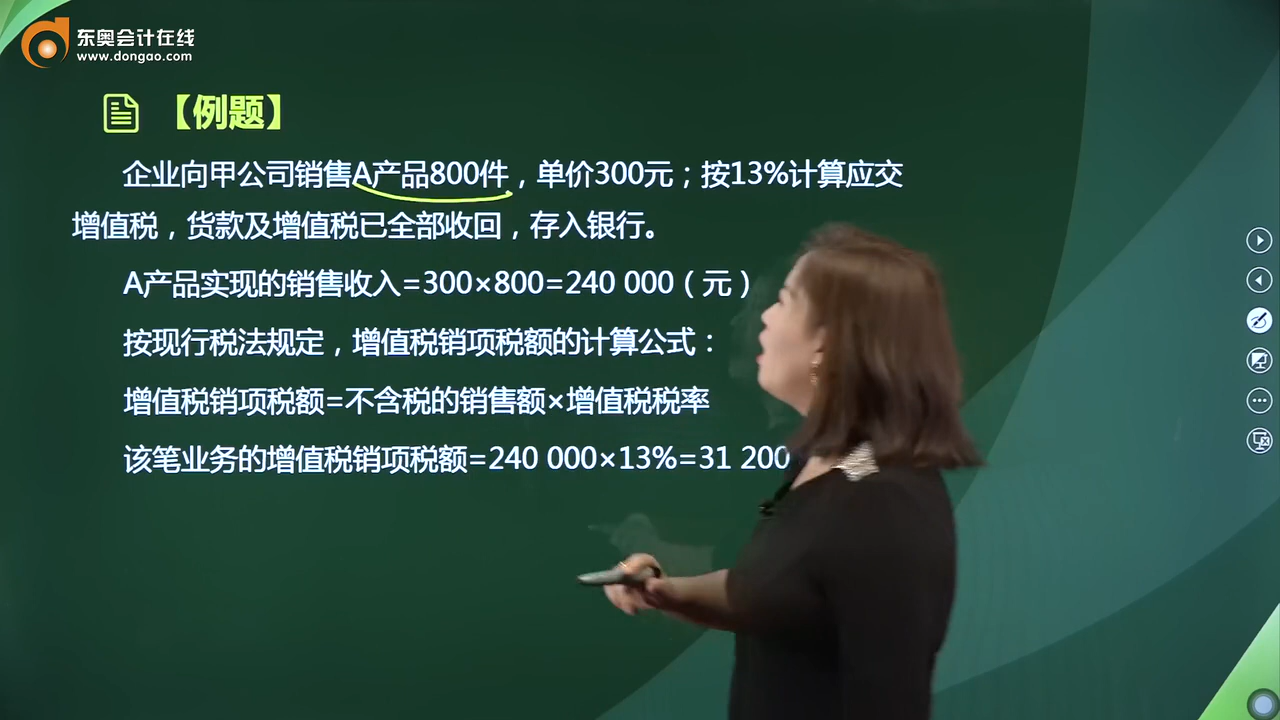 东奥会计在线
www.dongao.com
【例题】
企业向甲公司销售A产品800件，单价300元；按13%计算应交
增值税，货款及增值税已全部收回，存入银行。
A产品实现的销售收入=300×800=240 000（元）
按现行税法规定，增值税销项税额的计算公式：
增值税销项税额=不含税的销售额×增值税税率
该笔业务的增值税销项税额=240 000×13%=31 200